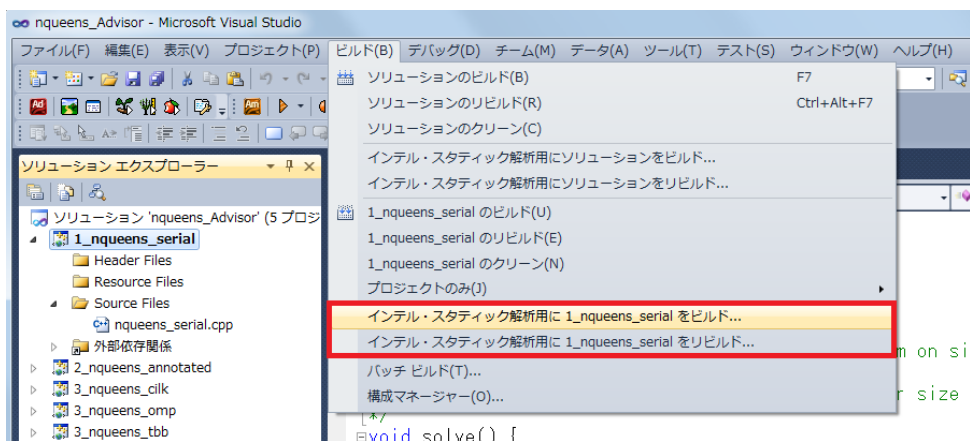 nqueens_Advisor - Microsoft Visual Studio
ファイル(F) 編集(E) 表示(V) プロジェクト(P) ビルド(B) デバッグ(D) チーム(M) データ(A) ツール(T) テスト(S) ウィンドウ(W) ヘルプ(H)
ソリューションのビルド(B) F7
ソリューションのリビルド(R) Ctrl+Alt+F7
ソリューションのクリーン(C)
インテル・スタティック解析用にソリューションをビルド...
インテル・スタティック解析用にソリューションをリビルド...
1_nqueens_serial のビルド(U)
1_nqueens_serial のリビルド(E)
1_nqueens_serial のクリーン(N)
プロジェクトのみ(J)
インテル・スタティック解析用に 1_nqueens_serial をビルド...
インテル・スタティック解析用に 1_nqueens_serial をリビルド...
バッチ ビルド(T)...
構成マネージャー(O)...
ソリューション エクスプローラー
ソリューション 'nqueens_Advisor' (5 プロジ
1_nqueens_serial
Header Files
Resource Files
Source Files
nqueens_serial.cpp
外部依存関係
2_nqueens_annotated
3_nqueens_cilk
3_nqueens_omp
3_nqueens_tbb
m on si
r size
*/
void solve() {